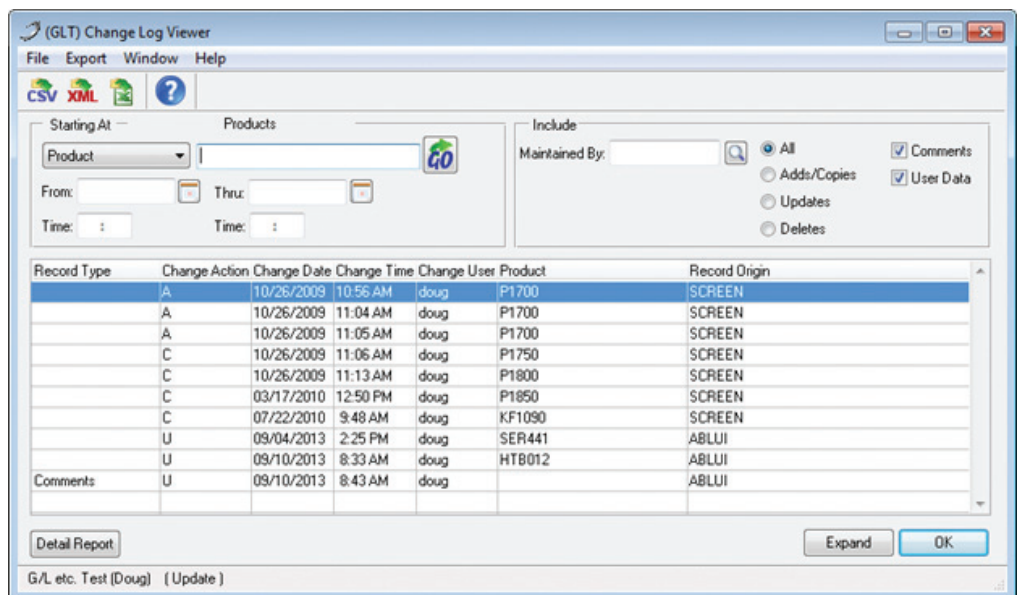 (GLT) Change Log Viewer
File Export Window Help
CSV XML ?
Starting At Products Include
Product GO Maintained By: All Comments
From: Thru: Adds/Copies User Data
Time: : Time: : Updates
Deletes
Record Type Change Action Change Date Change Time Change User Product Record Origin
A 10/26/2009 10:56 AM doug P1700 SCREEN
A 10/26/2009 11:04 AM doug P1700 SCREEN
A 10/26/2009 11:05 AM doug P1700 SCREEN
C 10/26/2009 11:06 AM doug P1750 SCREEN
C 10/26/2009 11:13 AM doug P1800 SCREEN
C 03/17/2010 12:50 PM doug P1850 SCREEN
C 07/22/2010 9:48 AM doug KF1090 SCREEN
U 09/04/2013 2:25 PM doug SER441 ABLUI
U 09/10/2013 8:33 AM doug HTB012 ABLUI
Comments U 09/10/2013 8:43 AM doug ABLUI
Detail Report Expand OK
G/L etc. Test (Doug) ( Update )